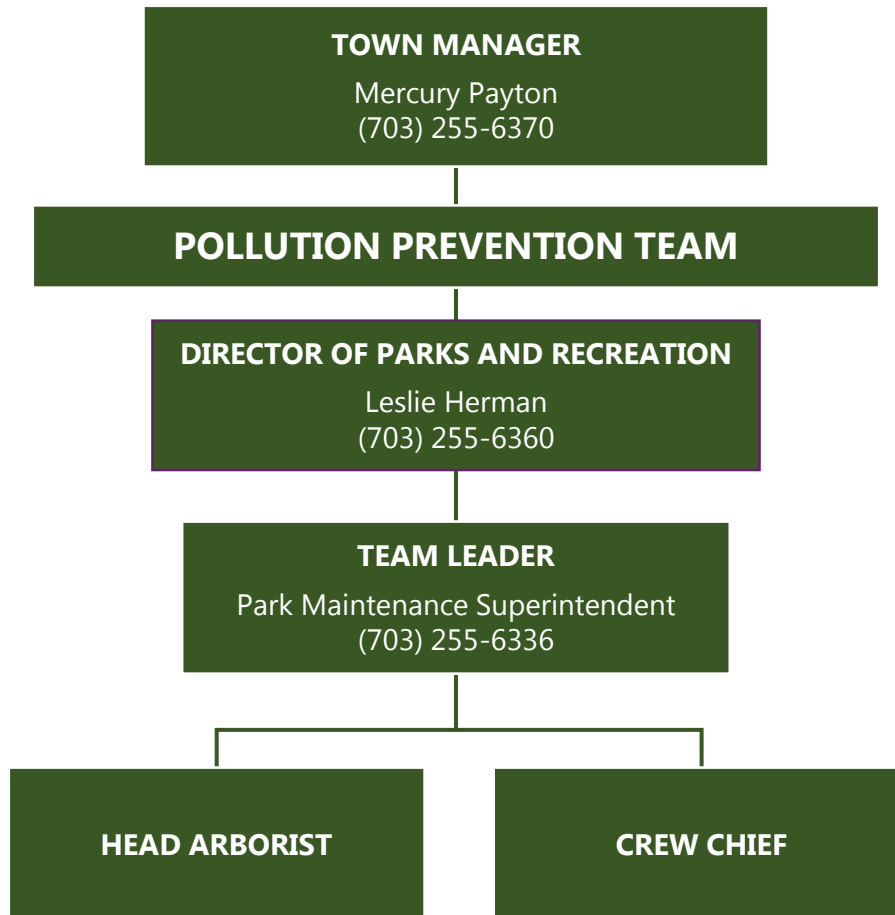 TOWN MANAGER
Mercury Payton
(703) 255-6370
POLLUTION PREVENTION TEAM
DIRECTOR OF PARKS AND RECREATION
Leslie Herman
(703) 255-6360
TEAM LEADER
Park Maintenance Superintendent
(703) 255-6336
HEAD ARBORIST
CREW CHIEF